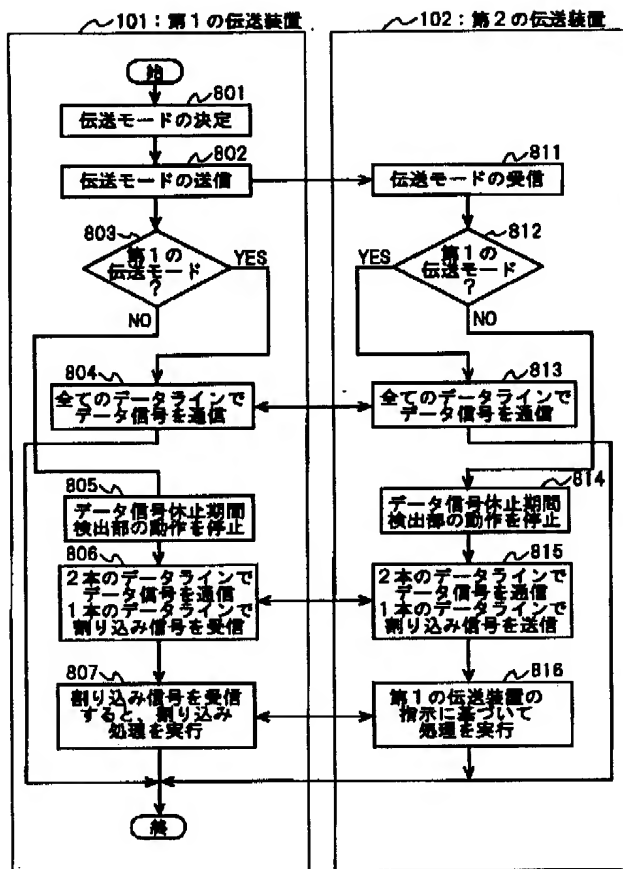 101:第1の伝送装置
始
801
伝送モードの決定
802
伝送モードの送信
803
第1の
伝送モード
?
YES
NO
804
全てのデータラインで
データ信号を通信
805
データ信号休止期間
検出部の動作を停止
806
2本のデータラインで
データ信号を通信
1本のデータラインで
割り込み信号を受信
807
割り込み信号を受信
すると、割り込み
処理を実行
終
102:第2の伝送装置
811
伝送モードの受信
812
第1の
伝送モード
?
YES
NO
813
全てのデータラインで
データ信号を通信
814
データ信号休止期間
検出部の動作を停止
815
2本のデータラインで
データ信号を通信
1本のデータラインで
割り込み信号を送信
816
第1の伝送装置の
指示に基づいて
処理を実行